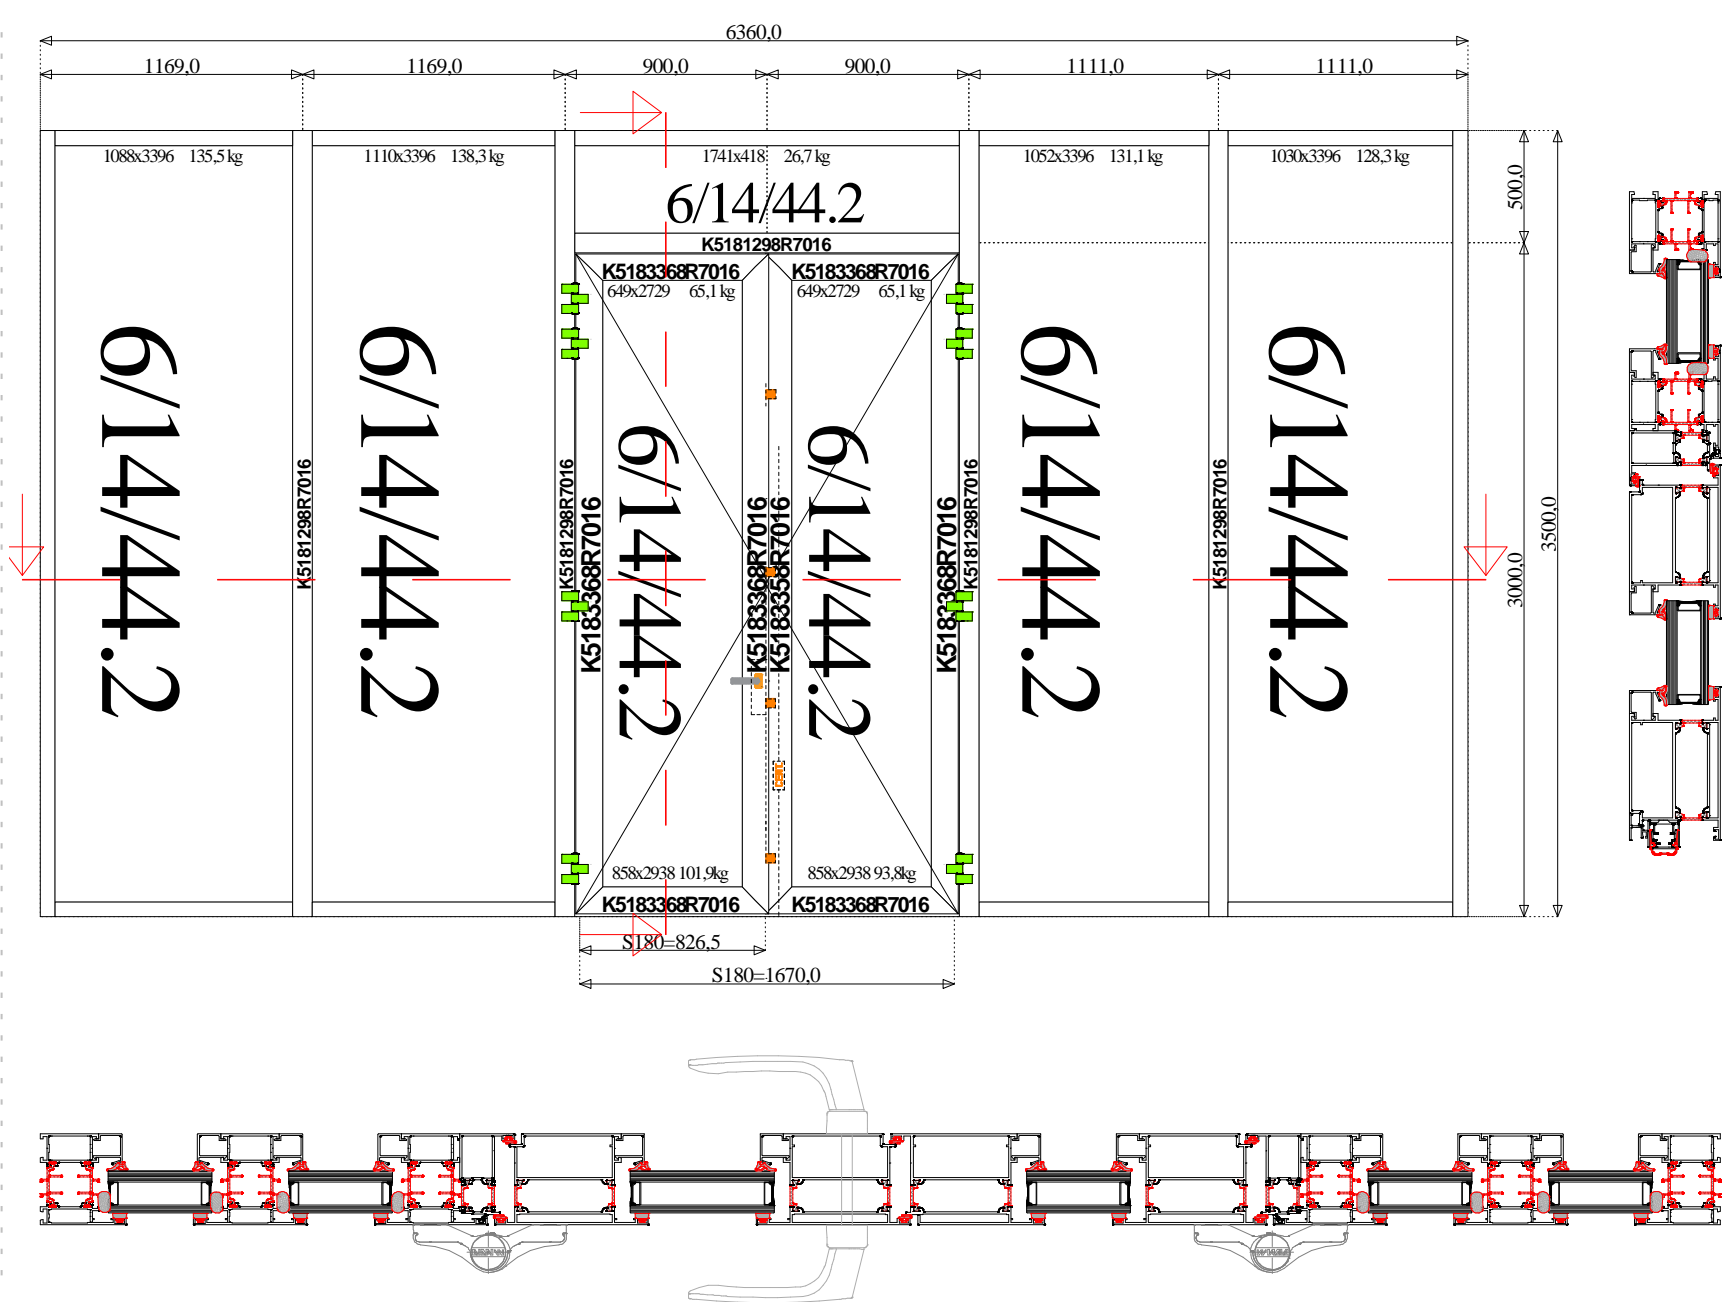 6360,0
1169,0 1169,0 900,0 900,0 1111,0 1111,0
1088x3396 135,5 kg
1110x3396 138,3 kg
1741x418 26,7 kg
1052x3396 131,1 kg
1030x3396 128,3 kg
500,0
6/14/44.2
K5181298R7016
K5183368R7016
K5183368R7016
649x2729 65,1 kg
649x2729 65,1 kg
6/14/44.2
6/14/44.2
6/14/44.2
6/14/44.2
6/14/44.2
6/14/44.2
K5181298R7016
K5181298R7016
K5183368R7016
K5183368R7016
K5183358R7016
K5183368R7016
K5181298R7016
K5181298R7016
3000,0
3500,0
858x2938 101,9kg
858x2938 93,8kg
K5183368R7016
K5183368R7016
S180=826,5
S180=1670,0